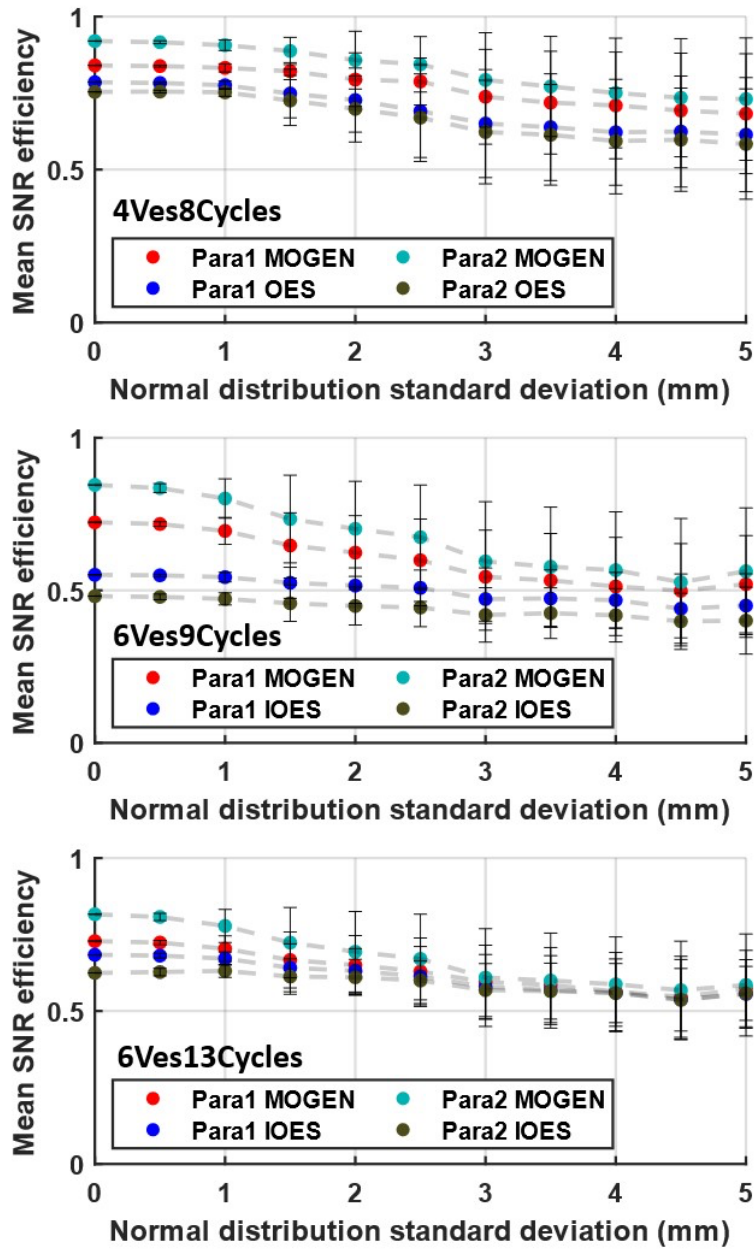 1
Mean SNR efficiency
0.5
4Ves8Cycles
Para1 MOGEN Para2 MOGEN
Para1 OES Para2 OES
0
0 1 2 3 4 5
Normal distribution standard deviation (mm)
1
Mean SNR efficiency
0.5
6Ves9Cycles
Para1 MOGEN Para2 MOGEN
Para1 IOES Para2 IOES
0
0 1 2 3 4 5
Normal distribution standard deviation (mm)
1
Mean SNR efficiency
0.5
6Ves13Cycles
Para1 MOGEN Para2 MOGEN
Para1 IOES Para2 IOES
0
0 1 2 3 4 5
Normal distribution standard deviation (mm)